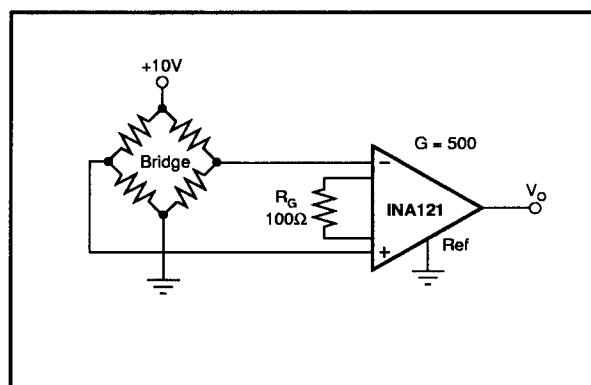 +10V
Bridge
G = 500
−
R_G
100Ω
INA121
V_O
+
Ref